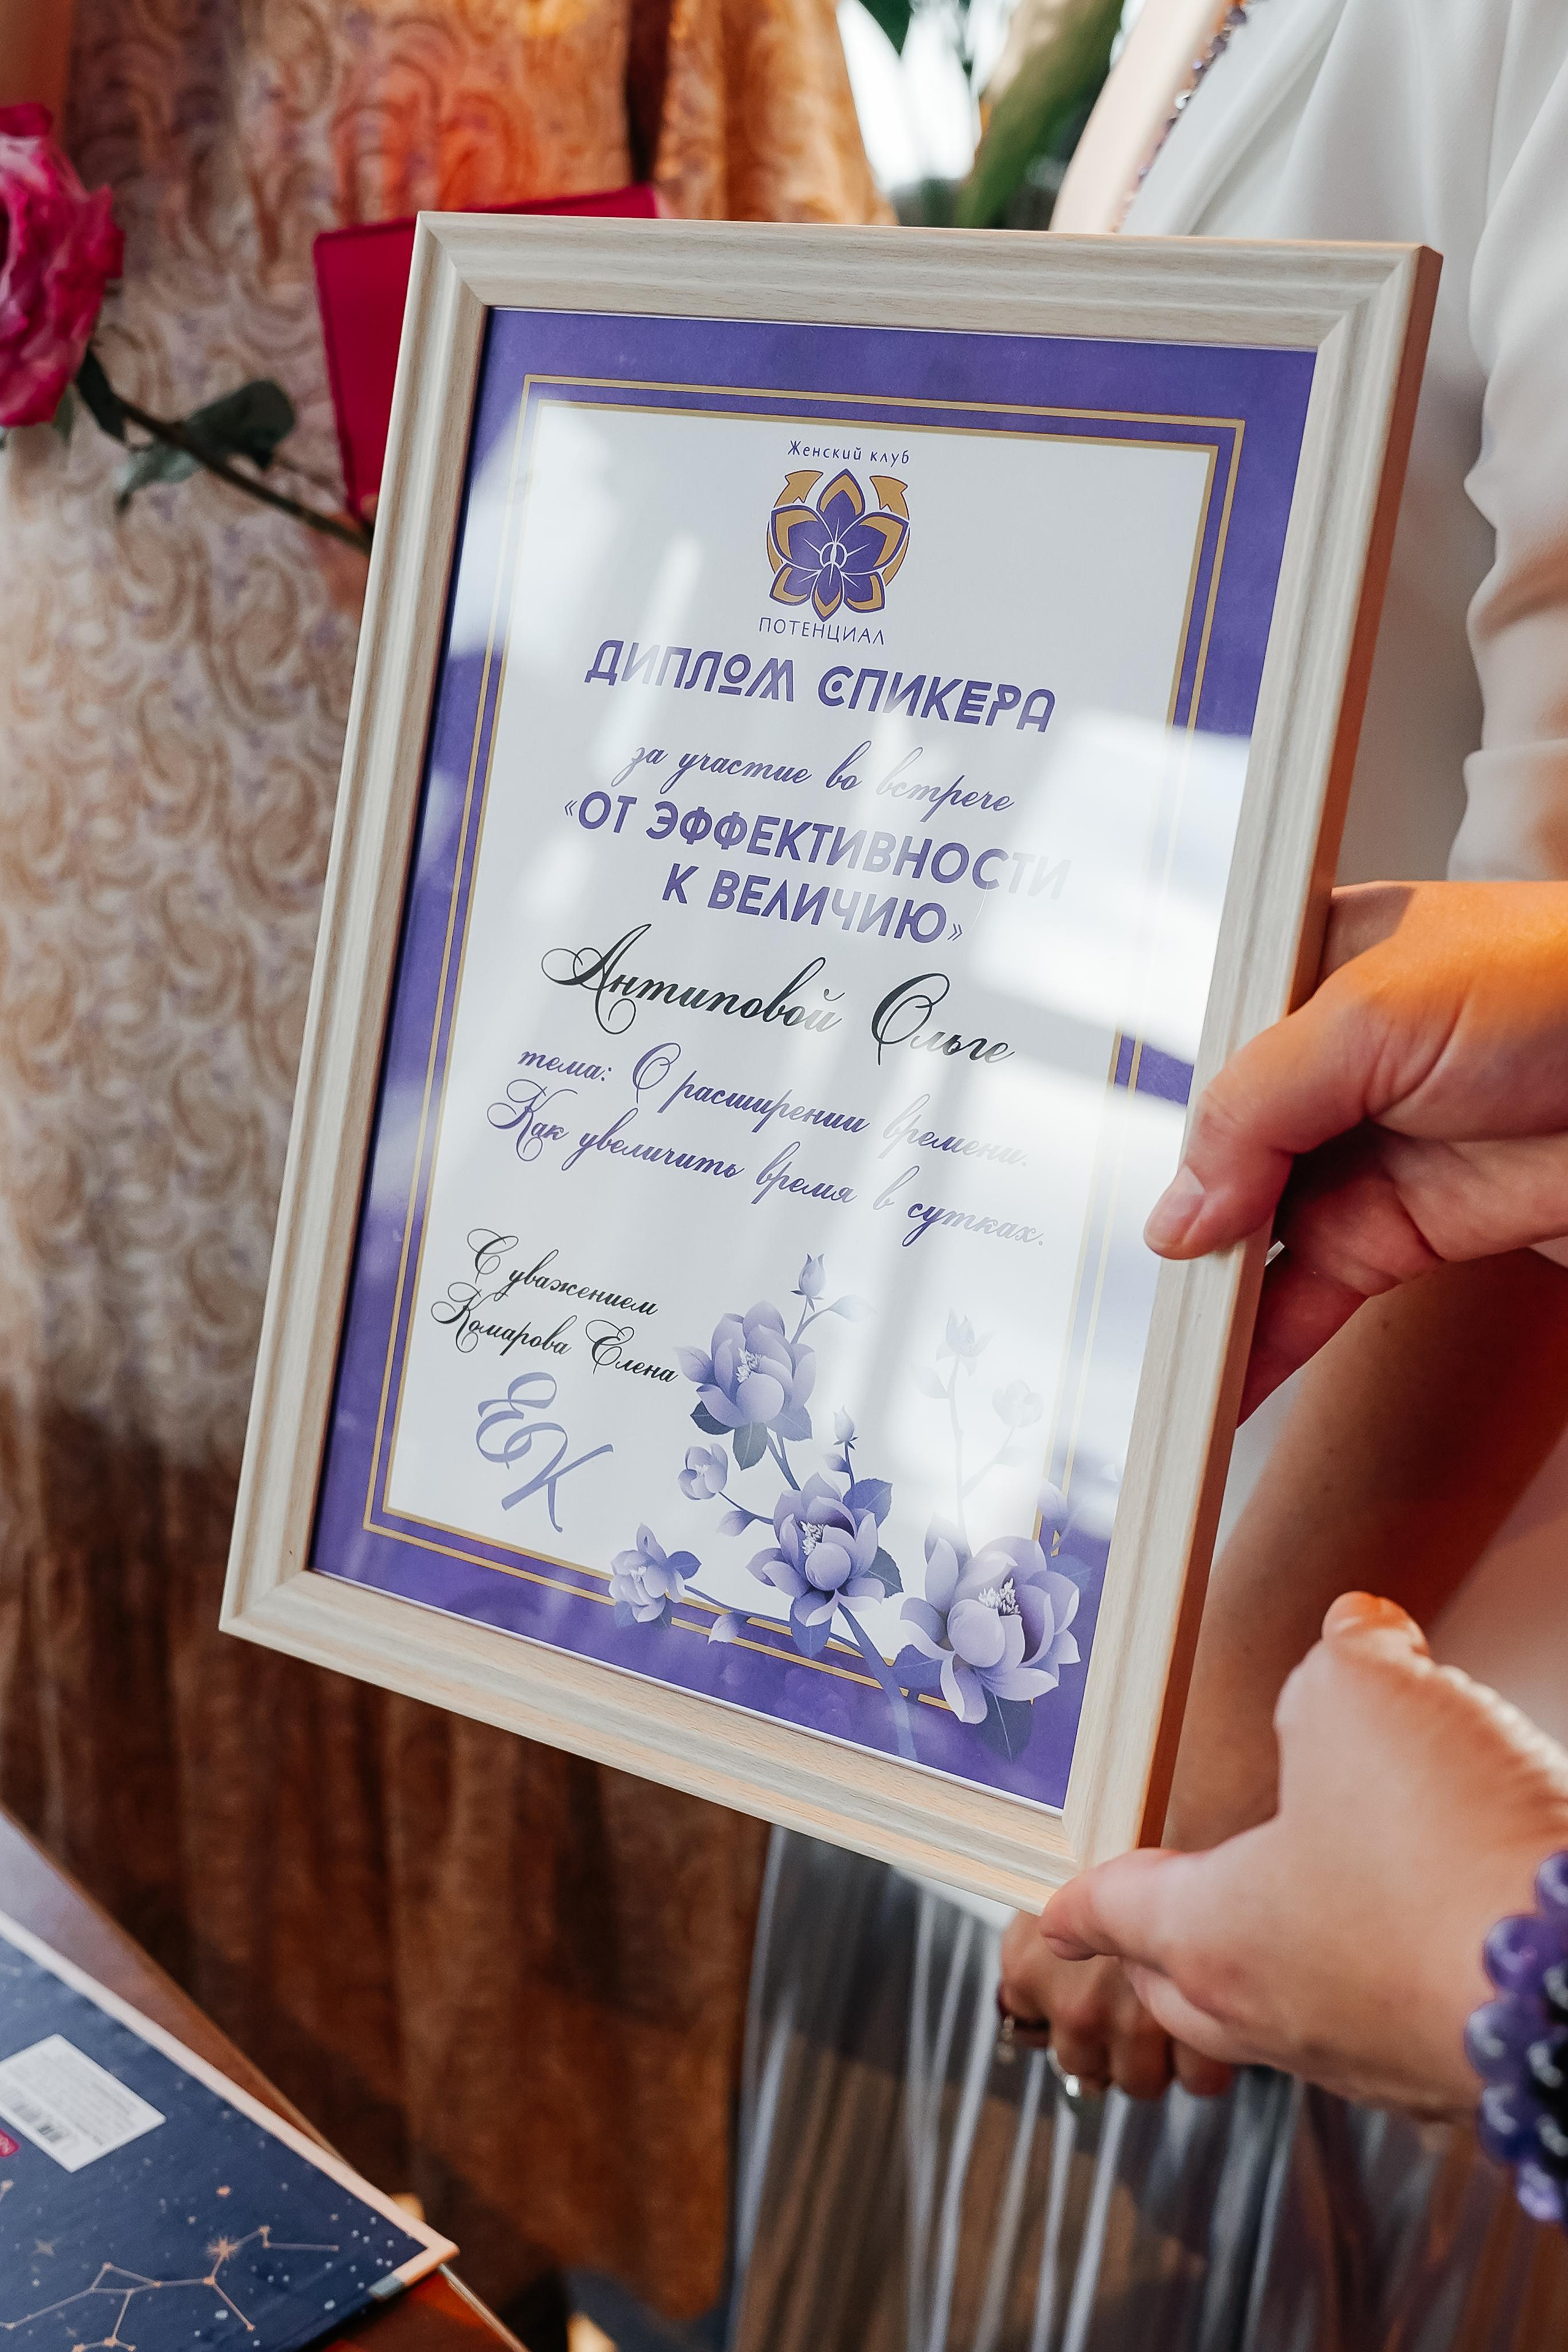 Женский клуб
ПОТЕНЦИАЛ
ДИПЛОМ СПИКЕРА
за участие во встрече
«ОТ ЭФФЕКТИВНОСТИ
К ВЕЛИЧИЮ»
Антиповой Ольге
тема: О расширении времени.
Как увеличить время в сутках.
С уважением
Комарова Елена
ЕК